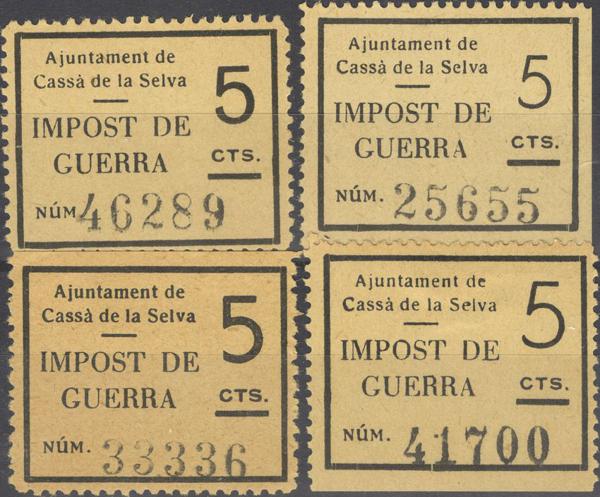 Ajuntament de
Cassà de la Selva
5
IMPOST DE
GUERRA
CTS.
NÚM 46289
Ajuntament de
Cassà de la Selva
5
IMPOST DE
GUERRA
CTS.
NÚM. 25655
Ajuntament de
Cassà de la Selva
5
IMPOST DE
GUERRA
CTS.
NÚM. 33336
Ajuntament de
Cassà de la Selva
5
IMPOST DE
GUERRA
CTS.
NÚM. 41700